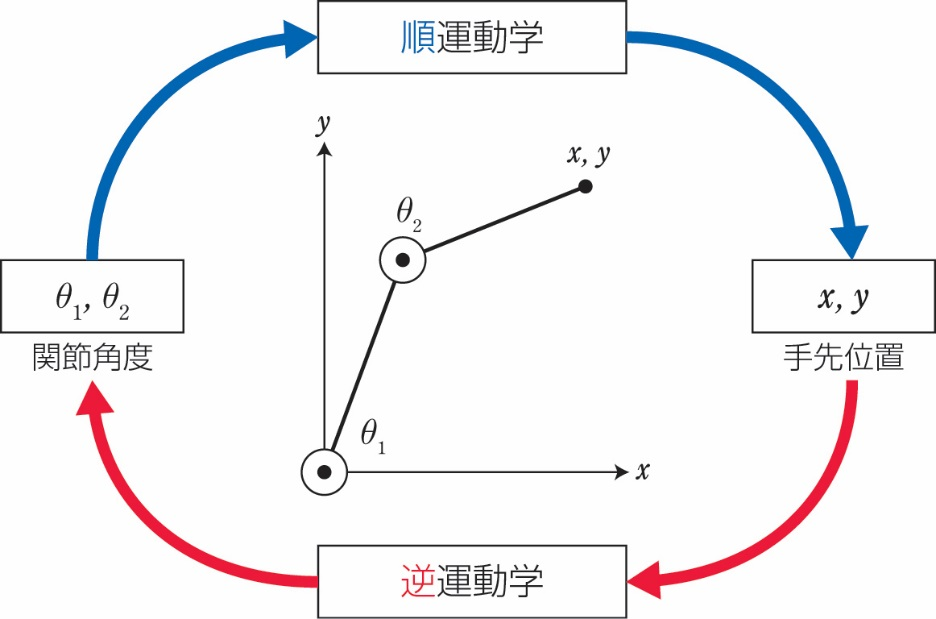 順運動学
y
x, y
θ2
θ1, θ2
x, y
関節角度
手先位置
θ1
x
逆運動学